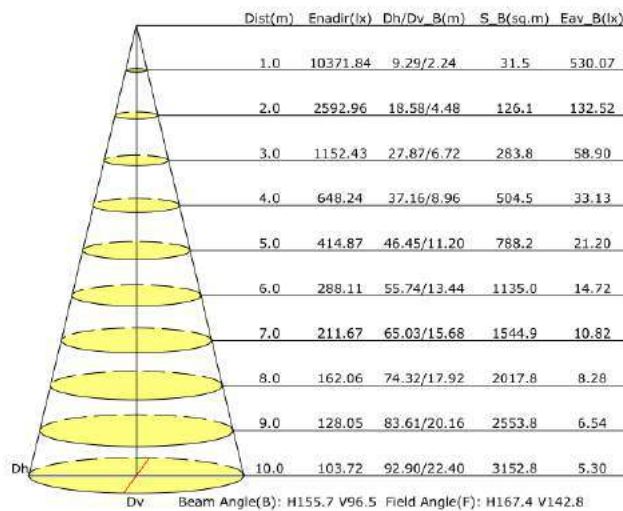 Dist(m) Enadir(lx) Dh/Dv_B(m) S_B(sq.m) Eav_B(lx)
1.0 10371.84 9.29/2.24 31.5 530.07
2.0 2592.96 18.58/4.48 126.1 132.52
3.0 1152.43 27.87/6.72 283.8 58.90
4.0 648.24 37.16/8.96 504.5 33.13
5.0 414.87 46.45/11.20 788.2 21.20
6.0 288.11 55.74/13.44 1135.0 14.72
7.0 211.67 65.03/15.68 1544.9 10.82
8.0 162.06 74.32/17.92 2017.8 8.28
9.0 128.05 83.61/20.16 2553.8 6.54
Dh 10.0 103.72 92.90/22.40 3152.8 5.30
Dv Beam Angle(B): H155.7 V96.5 Field Angle(F): H167.4 V142.8